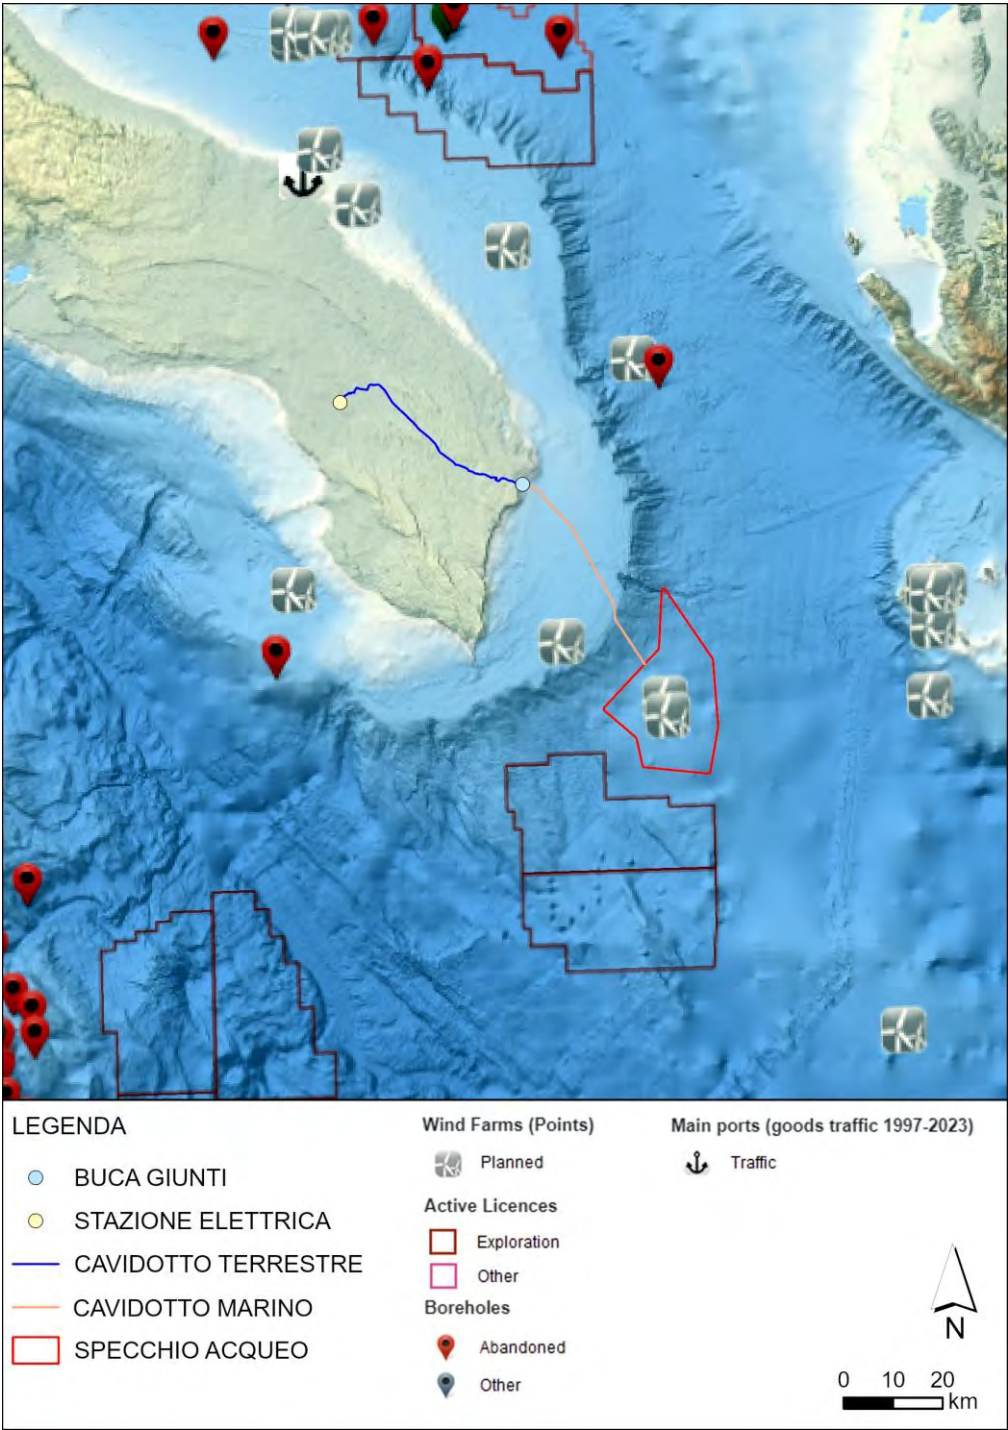 LEGENDA
BUCA GIUNTI
STAZIONE ELETTRICA
CAVIDOTTO TERRESTRE
CAVIDOTTO MARINO
SPECCHIO ACQUEO
Wind Farms (Points)
Planned
Active Licences
Exploration
Other
Boreholes
Abandoned
Other
Main ports (goods traffic 1997-2023)
Traffic
N
0 10 20
km